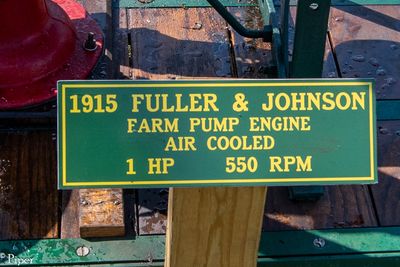 1915 FULLER & JOHNSON
FARM PUMP ENGINE
AIR COOLED
1 HP 550 RPM
© Piper